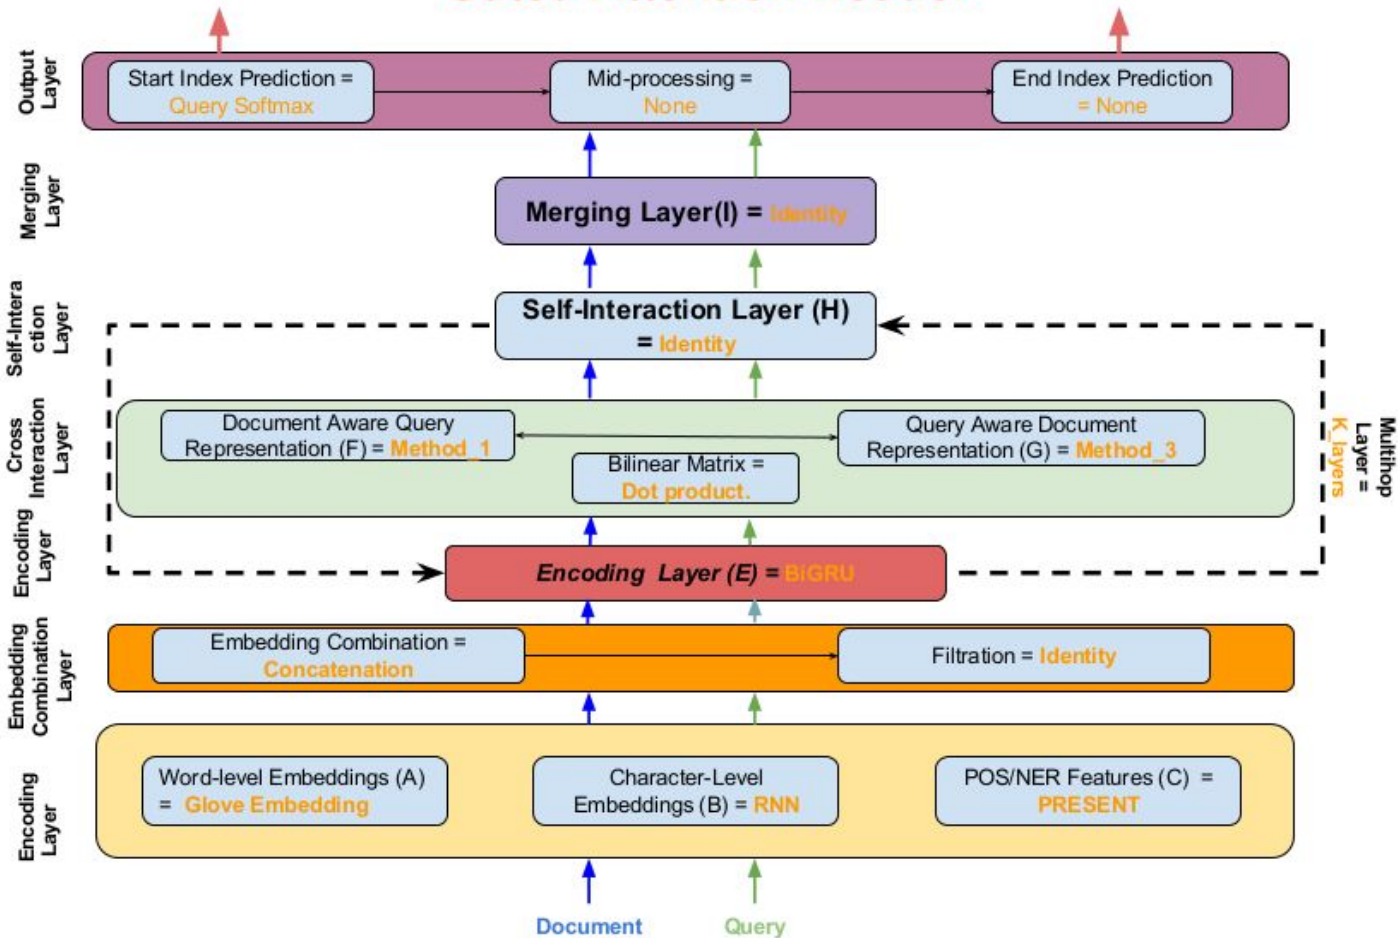 Output
Layer
Start Index Prediction =
Query Softmax
Mid-processing =
None
End Index Prediction
= None
Merging
Layer
Merging Layer(I) = Identity
Self-Intera
ction
Layer
Self-Interaction Layer (H)
= Identity
Cross
Interaction
Layer
Document Aware Query
Representation (F) = Method_1
Query Aware Document
Representation (G) = Method_3
Bilinear Matrix =
Dot product.
Multihop
Layer =
K_layers
Encoding
Layer
Encoding Layer (E) = BiGRU
Embedding
Combination
Layer
Embedding Combination =
Concatenation
Filtration = Identity
Encoding
Layer
Word-level Embeddings (A)
= Glove Embedding
Character-Level
Embeddings (B) = RNN
POS/NER Features (C) =
PRESENT
Document
Query